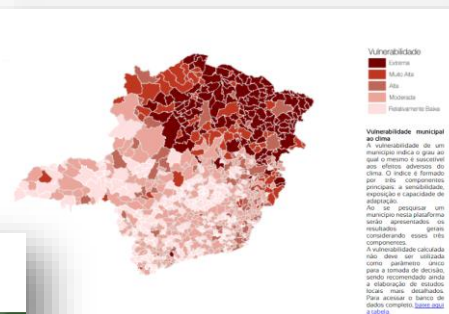 Vulnerabilidade
Extrema
Muito Alta
Alta
Moderada
Relativamente Baixa
Vulnerabilidade municipal
ao clima
A vulnerabilidade de um
município indica o grau ao
qual o mesmo é suscetível
aos efeitos adversos do
clima. O índice é formado
por três componentes
principais: a sensibilidade,
exposição e capacidade de
adaptação.
Ao se pesquisar um
município nesta plataforma
serão apresentados os
resultados gerais
considerando esses três
componentes.
A vulnerabilidade calculada
não deve ser utilizada
como parâmetro único
para a tomada de decisão,
sendo recomendado ainda
a elaboração de estudos
locais mais detalhados.
Para acessar o banco de
dados completo, baixe aqui
a tabela.